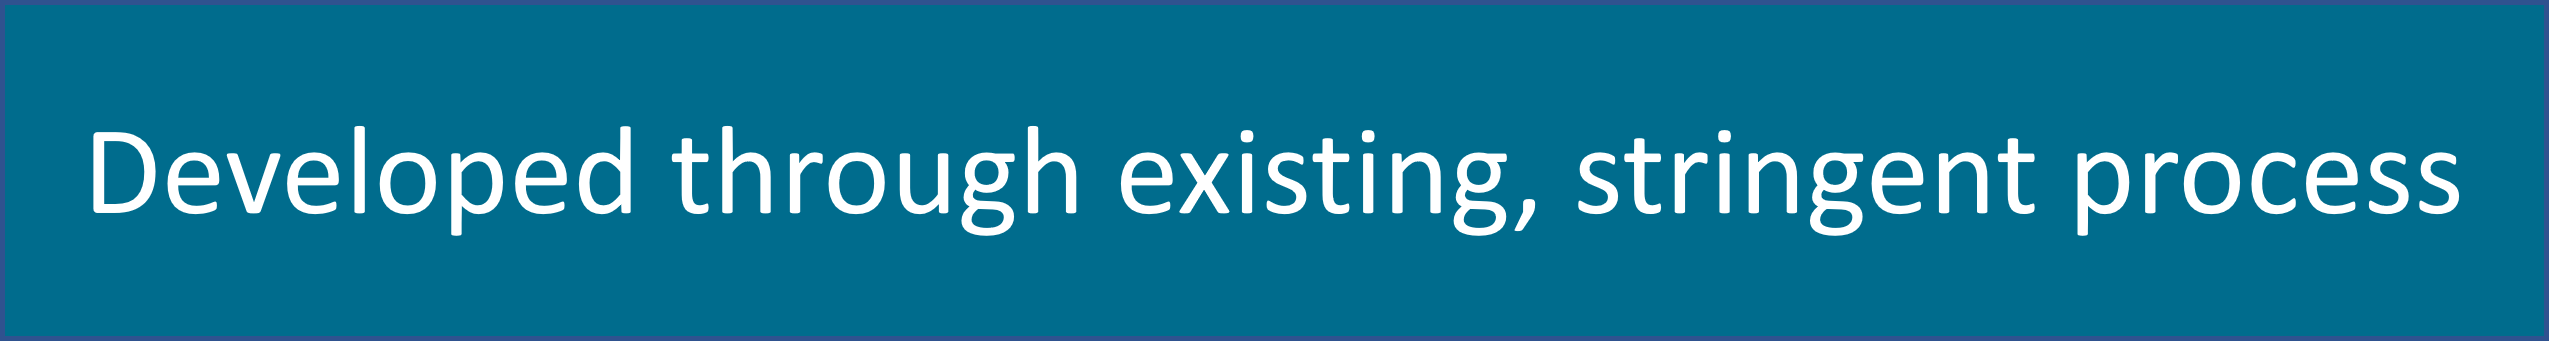 Developed through existing, stringent process